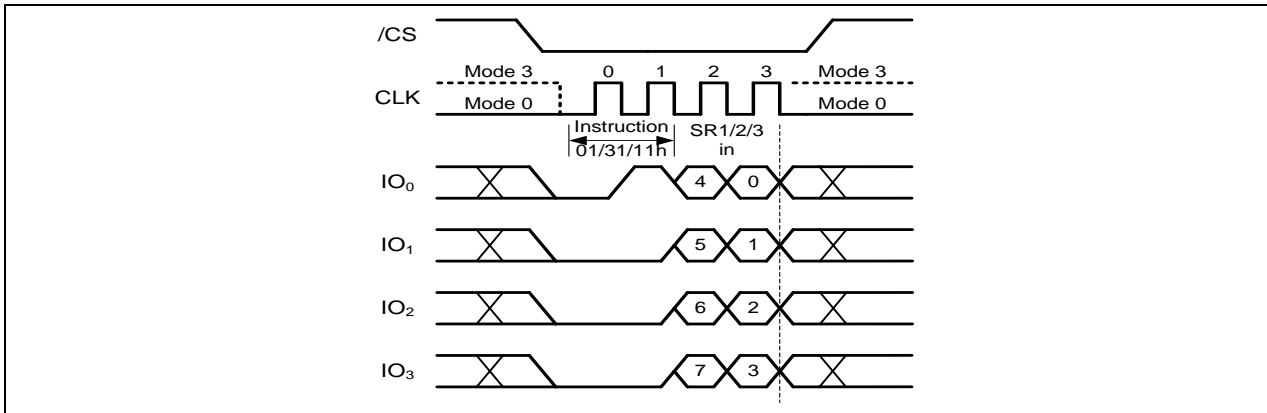 /CS
Mode 3 0 1 2 3 Mode 3
CLK
Mode 0 Mode 0
Instruction SR1/2/3
01/31/11h in
IO₀ 4 0
IO₁ 5 1
IO₂ 6 2
IO₃ 7 3